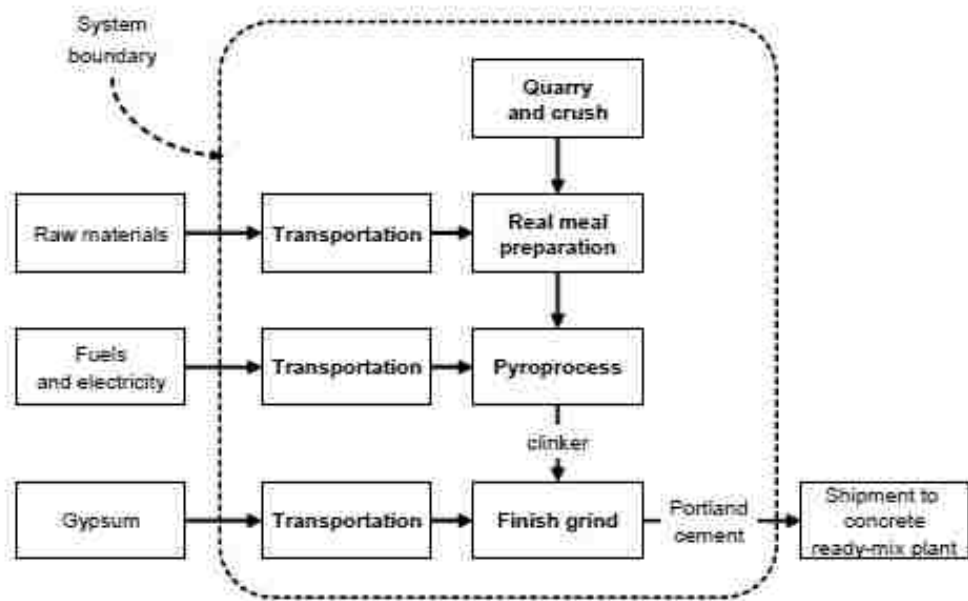 System
boundary
Quarry
and crush
Raw materials
Transportation
Real meal
preparation
Fuels
and electricity
Transportation
Pyroprocess
clinker
Gypsum
Transportation
Finish grind
Portland
cement
Shipment to
concrete
ready-mix plant